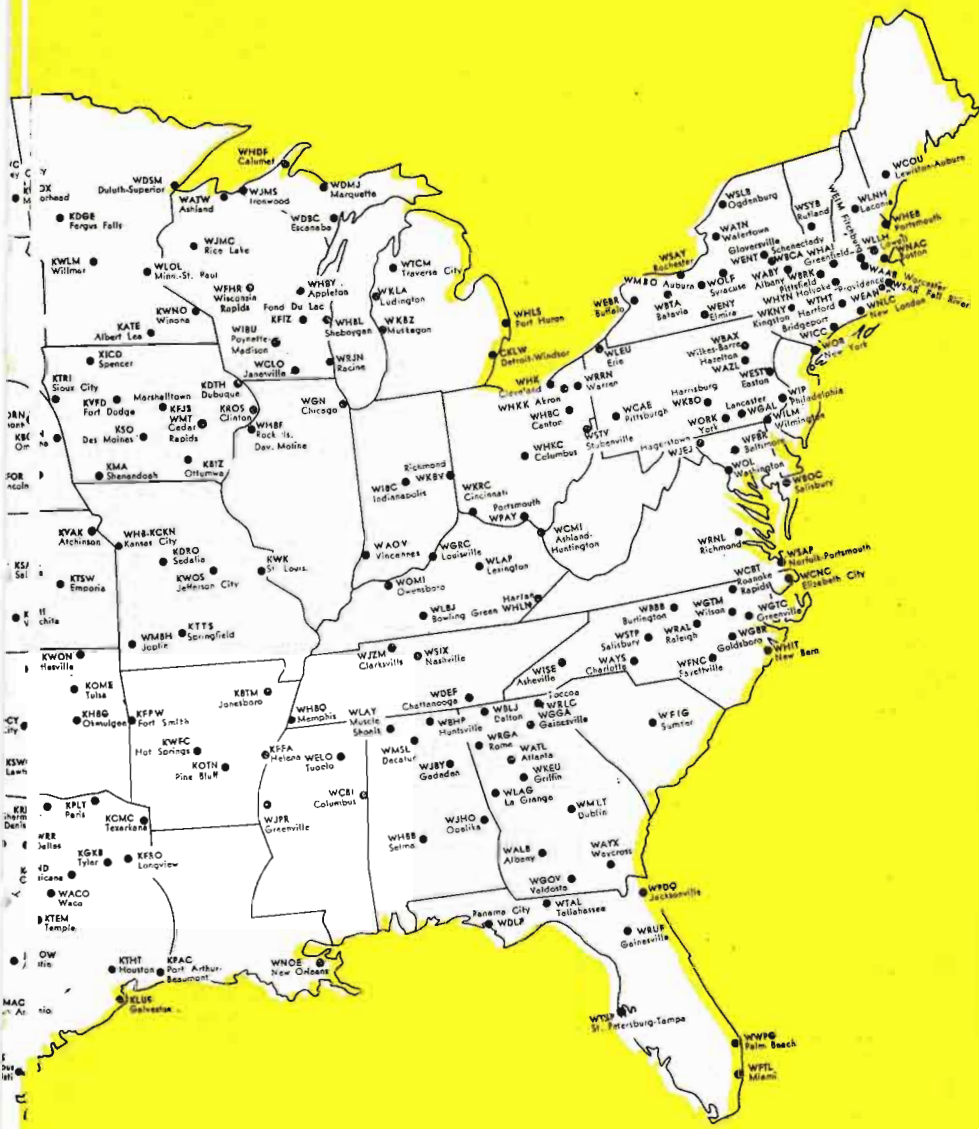 WHDF
Calumet
WDSM
Duluth-Superior
WATW
Ashland
WJMS
Ironwood
WDMJ
Marquette
WDBC
Escanaba
KDGE
Fergus Falls
WJMC
Rice Lake
KWLM
Willmar
WLOL
Minn.-St. Paul
WTCM
Traverse City
WFHR
Wisconsin
Rapids
WHBY
Appleton
WKLA
Ludington
KWNO
Winona
Fond Du Lac
KFIZ
WHBL
Sheboygan
WKBZ
Muskegon
WHLS
Port Huron
KATE
Albert Lea
WIBU
Poynette-
Madison
CKLW
Detroit-Windsor
KICD
Spencer
WCLO
Janesville
WRJN
Racine
KTRI
Sioux City
KVFD
Fort Dodge
Marshalltown
KFJB
KDTH
Dubuque
WMT
Cedar
Rapids
KROS
Clinton
WGN
Chicago
WHBF
Rock Is.
Dav. Moline
KSO
Des Moines
KMA
Shenandoah
KBIZ
Ottumwa
WCOU
Lewiston-Auburn
WSLB
Ogdenburg
WSYB
Rutland
WEIM Fitchburg
WLNH
Laconia
WATN
Watertown
WHEB
Portsmouth
Gloversville
WENT
Schenectady
WBCA
WHAI
Greenfield
WLLH
Lowell
WNAC
Boston
WSAY
Rochester
WMBO Auburn
WOLF
Syracuse
WABY
Albany
WBRK
Pittsfield
WAAB Worcester
WSAR Fall River
WEBR
Buffalo
WBTA
Batavia
WENY
Elmira
WKNY
Kingston
WHYN Holyoke
WTHT
Hartford
Providence
WEAN
WNLC
New London
Bridgeport
WICC
WOR
New York
WBAX
Wilkes-Barre
Hazelton
WAZL
WEST
Easton
WLEU
Erie
WHK
Cleveland
WRRN
Warren
WHKK Akron
WHBC
Canton
WCAE
Pittsburgh
Harrisburg
WKBO
Lancaster
WGAL
WIP
Philadelphia
WORK
York
WILM
Wilmington
WHKC
Columbus
WSTV
Stubenville
Hagerstown
WJEJ
WFBR
Baltimore
WOL
Washington
WBOC
Salisbury
Richmond
WKBV
WIBC
Indianapolis
WKRC
Cincinnati
Portsmouth
WPAY
WCMI
Ashland-
Huntington
WRNL
Richmond
WAOV
Vincennes
WGRC
Louisville
WLAP
Lexington
WSAP
Norfolk-Portsmouth
WOMI
Owensboro
Harlan
WHLN
WCBT
Roanoke
Rapids
WCNC
Elizabeth City
WLBJ
Bowling Green
WBBB
Burlington
WGTM
Wilson
WGTC
Greenville
WSTP
Salisbury
WRAL
Raleigh
WGBR
Goldsboro
WHIT
New Bern
KVAK
Atchinson
WHB-KCKN
Kansas City
KDRO
Sedalia
KWK
St. Louis
KWOS
Jefferson City
KTSW
Emporia
KTTS
Springfield
WMBH
Joplin
WJZM
Clarksville
WSIX
Nashville
WISE
Asheville
WAYS
Charlotte
WFNC
Fayettville
KWON
KOME
Tulsa
KBTM
Jonesboro
WDEF
Chattanooga
Toccoa
WRLC
KHBG
Okmulgee
KFPW
Fort Smith
WHBQ
Memphis
WLAY
Muscle
Shoals
WBHP
Huntsville
WBLJ
Dalton
WGGA
Gainesville
WFIG
Sumter
KWFC
Hot Springs
KFFA
Helena
WELO
Tupelo
WMSL
Decatur
WRGA
Rome
WATL
Atlanta
KOTN
Pine Bluff
WJBY
Gadsden
WKEU
Griffin
WCBI
Columbus
WLAG
La Grange
KPLT
Paris
WJPR
Greenville
WMLT
Dublin
KCMC
Texarkana
WJHO
Opelika
WHBB
Selma
KGKB
Tyler
KFRO
Longview
WALB
Albany
WAYX
Waycross
WACO
Waco
WGOV
Valdosta
WPDQ
Jacksonville
KTEM
Temple
Panama City
WDLP
WTAL
Tallahassee
WRUF
Gainesville
KTHT
Houston
KPAC
Port Arthur-
Beaumont
WNOE
New Orleans
KLUF
Galveston
WTSP
St. Petersburg-Tampa
WWPG
Palm Beach
WFTL
Miami